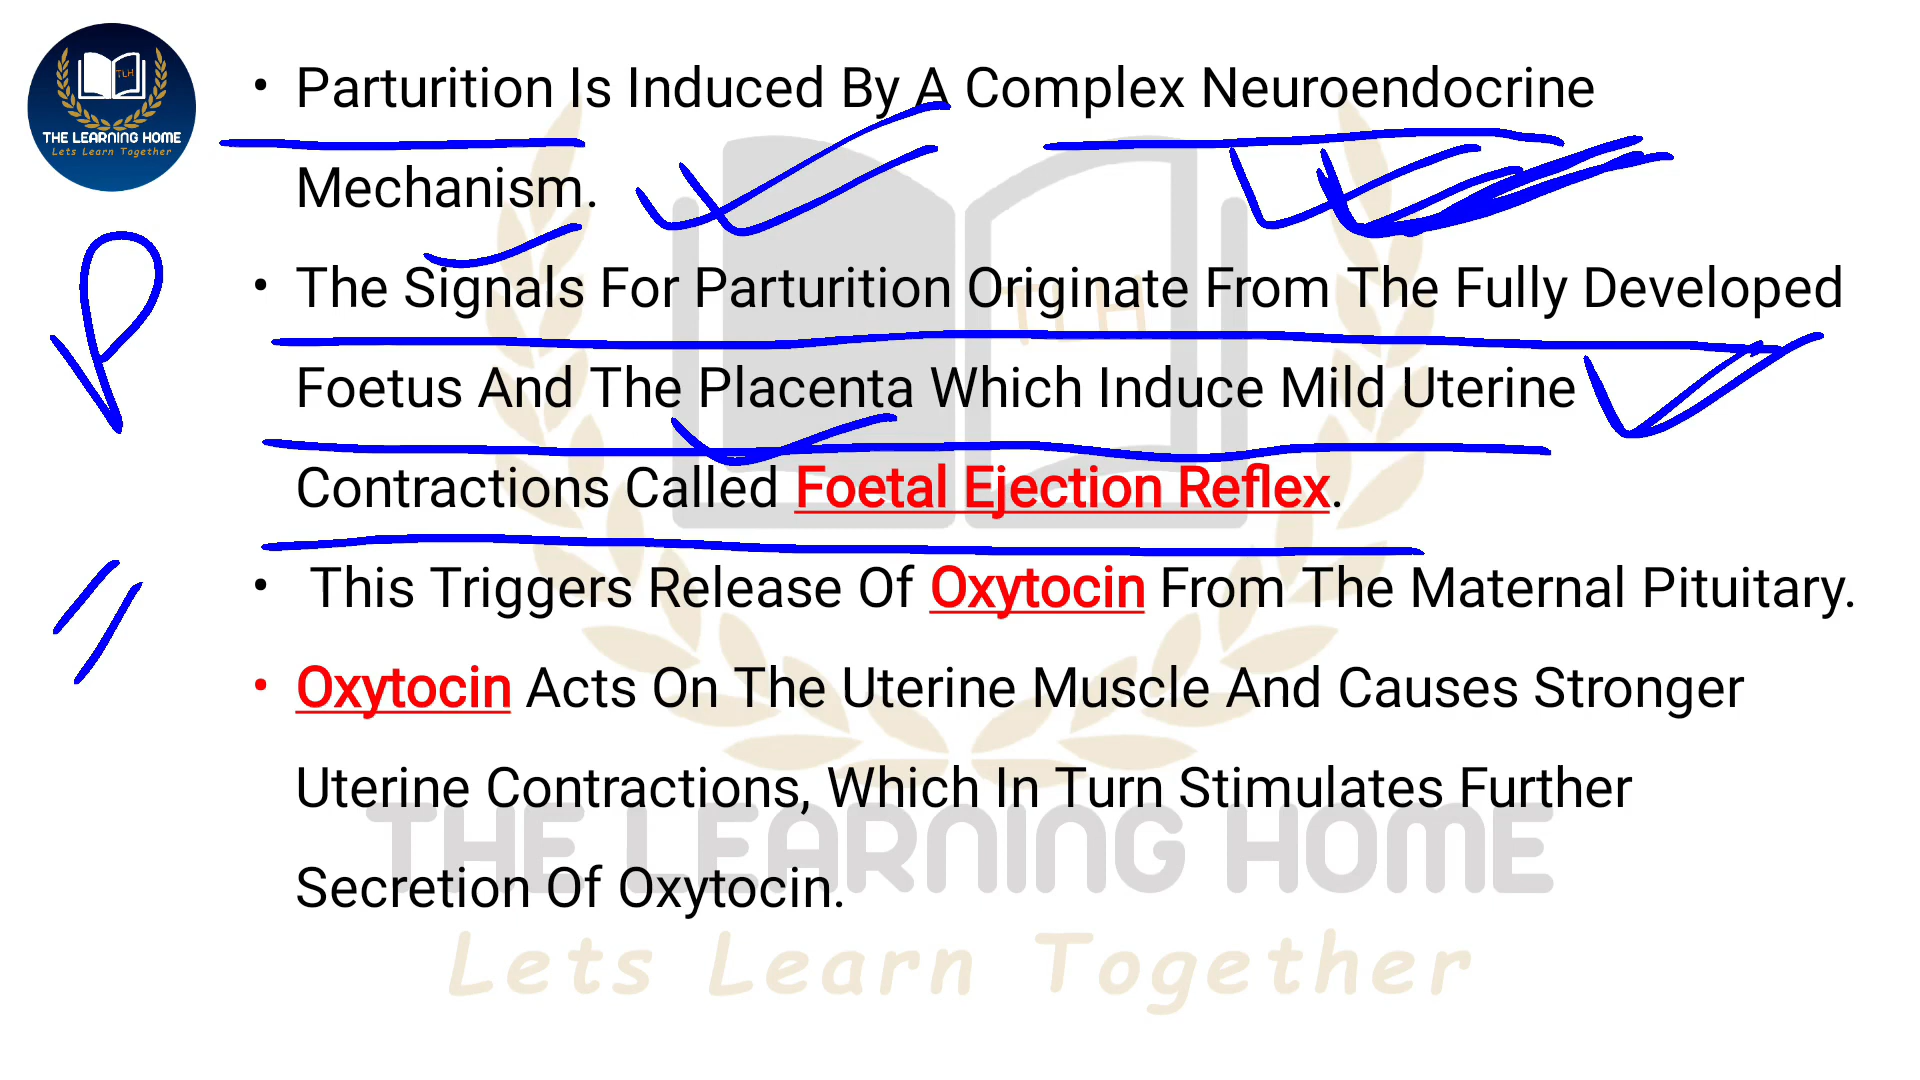 TLH
THE LEARNING HOME
Lets Learn Together
• Parturition Is Induced By A Complex Neuroendocrine
Mechanism.
• The Signals For Parturition Originate From The Fully Developed
Foetus And The Placenta Which Induce Mild Uterine
Contractions Called Foetal Ejection Reflex.
• This Triggers Release Of Oxytocin From The Maternal Pituitary.
• Oxytocin Acts On The Uterine Muscle And Causes Stronger
Uterine Contractions, Which In Turn Stimulates Further
Secretion Of Oxytocin.
TLH
THE LEARNING HOME
Lets Learn Together